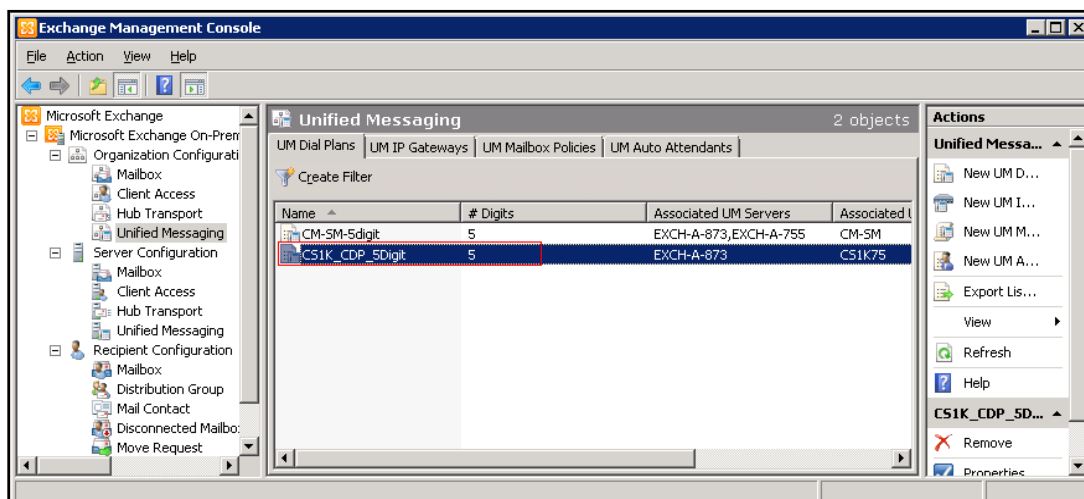 Exchange Management Console
File Action View Help
Microsoft Exchange
Microsoft Exchange On-Prem
Organization Configurati
Mailbox
Client Access
Hub Transport
Unified Messaging
Server Configuration
Mailbox
Client Access
Hub Transport
Unified Messaging
Recipient Configuration
Mailbox
Distribution Group
Mail Contact
Disconnected Mailbo
Move Request
Unified Messaging 2 objects
UM Dial Plans UM IP Gateways UM Mailbox Policies UM Auto Attendants
Create Filter
Name # Digits Associated UM Servers Associated U
CM-SM-5digit 5 EXCH-A-873,EXCH-A-755 CM-SM
CS1K_CDP_5Digit 5 EXCH-A-873 CS1K75
Actions
Unified Messa...
New UM D...
New UM I...
New UM M...
New UM A...
Export Lis...
View
Refresh
Help
CS1K_CDP_5D...
Remove
Properties